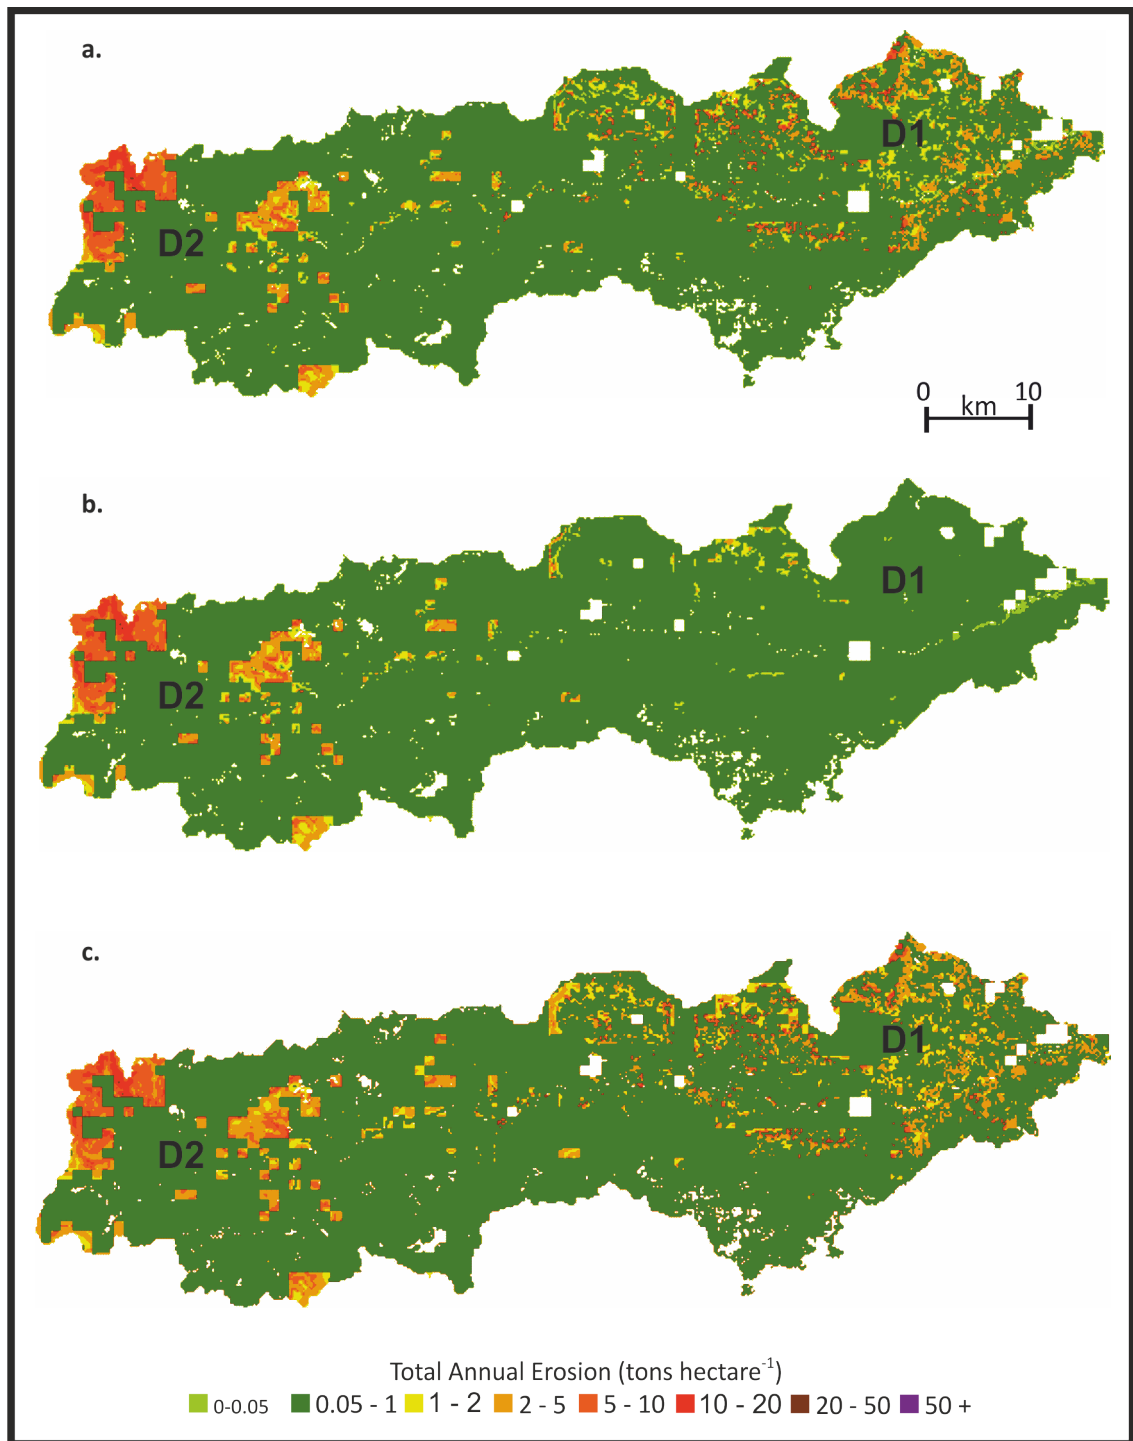 a.
D1
D2
0 10
km
b.
D1
D2
c.
D1
D2
Total Annual Erosion (tons hectare-1)
0-0.05 0.05 - 1 1 - 2 2 - 5 5 - 10 10 - 20 20 - 50 50 +